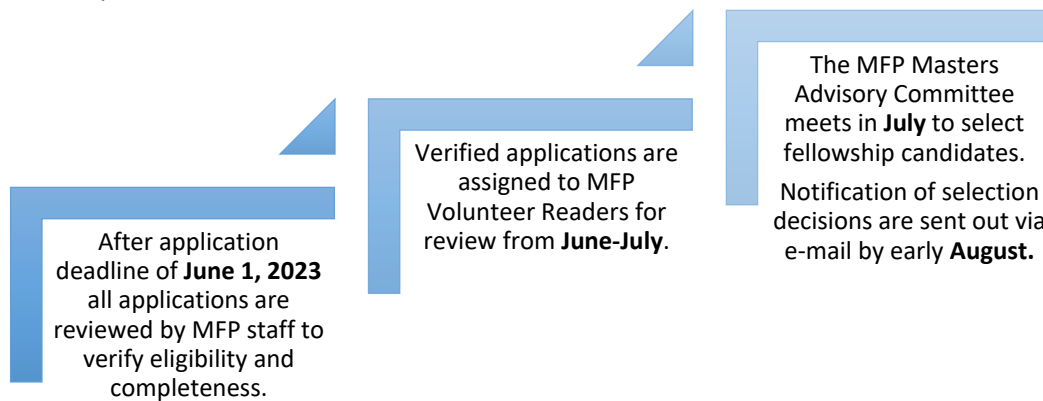 After application
deadline of June 1, 2023
all applications are
reviewed by MFP staff to
verify eligibility and
completeness.
Verified applications are
assigned to MFP
Volunteer Readers for
review from June-July.
The MFP Masters
Advisory Committee
meets in July to select
fellowship candidates.
Notification of selection
decisions are sent out via
e-mail by early August.